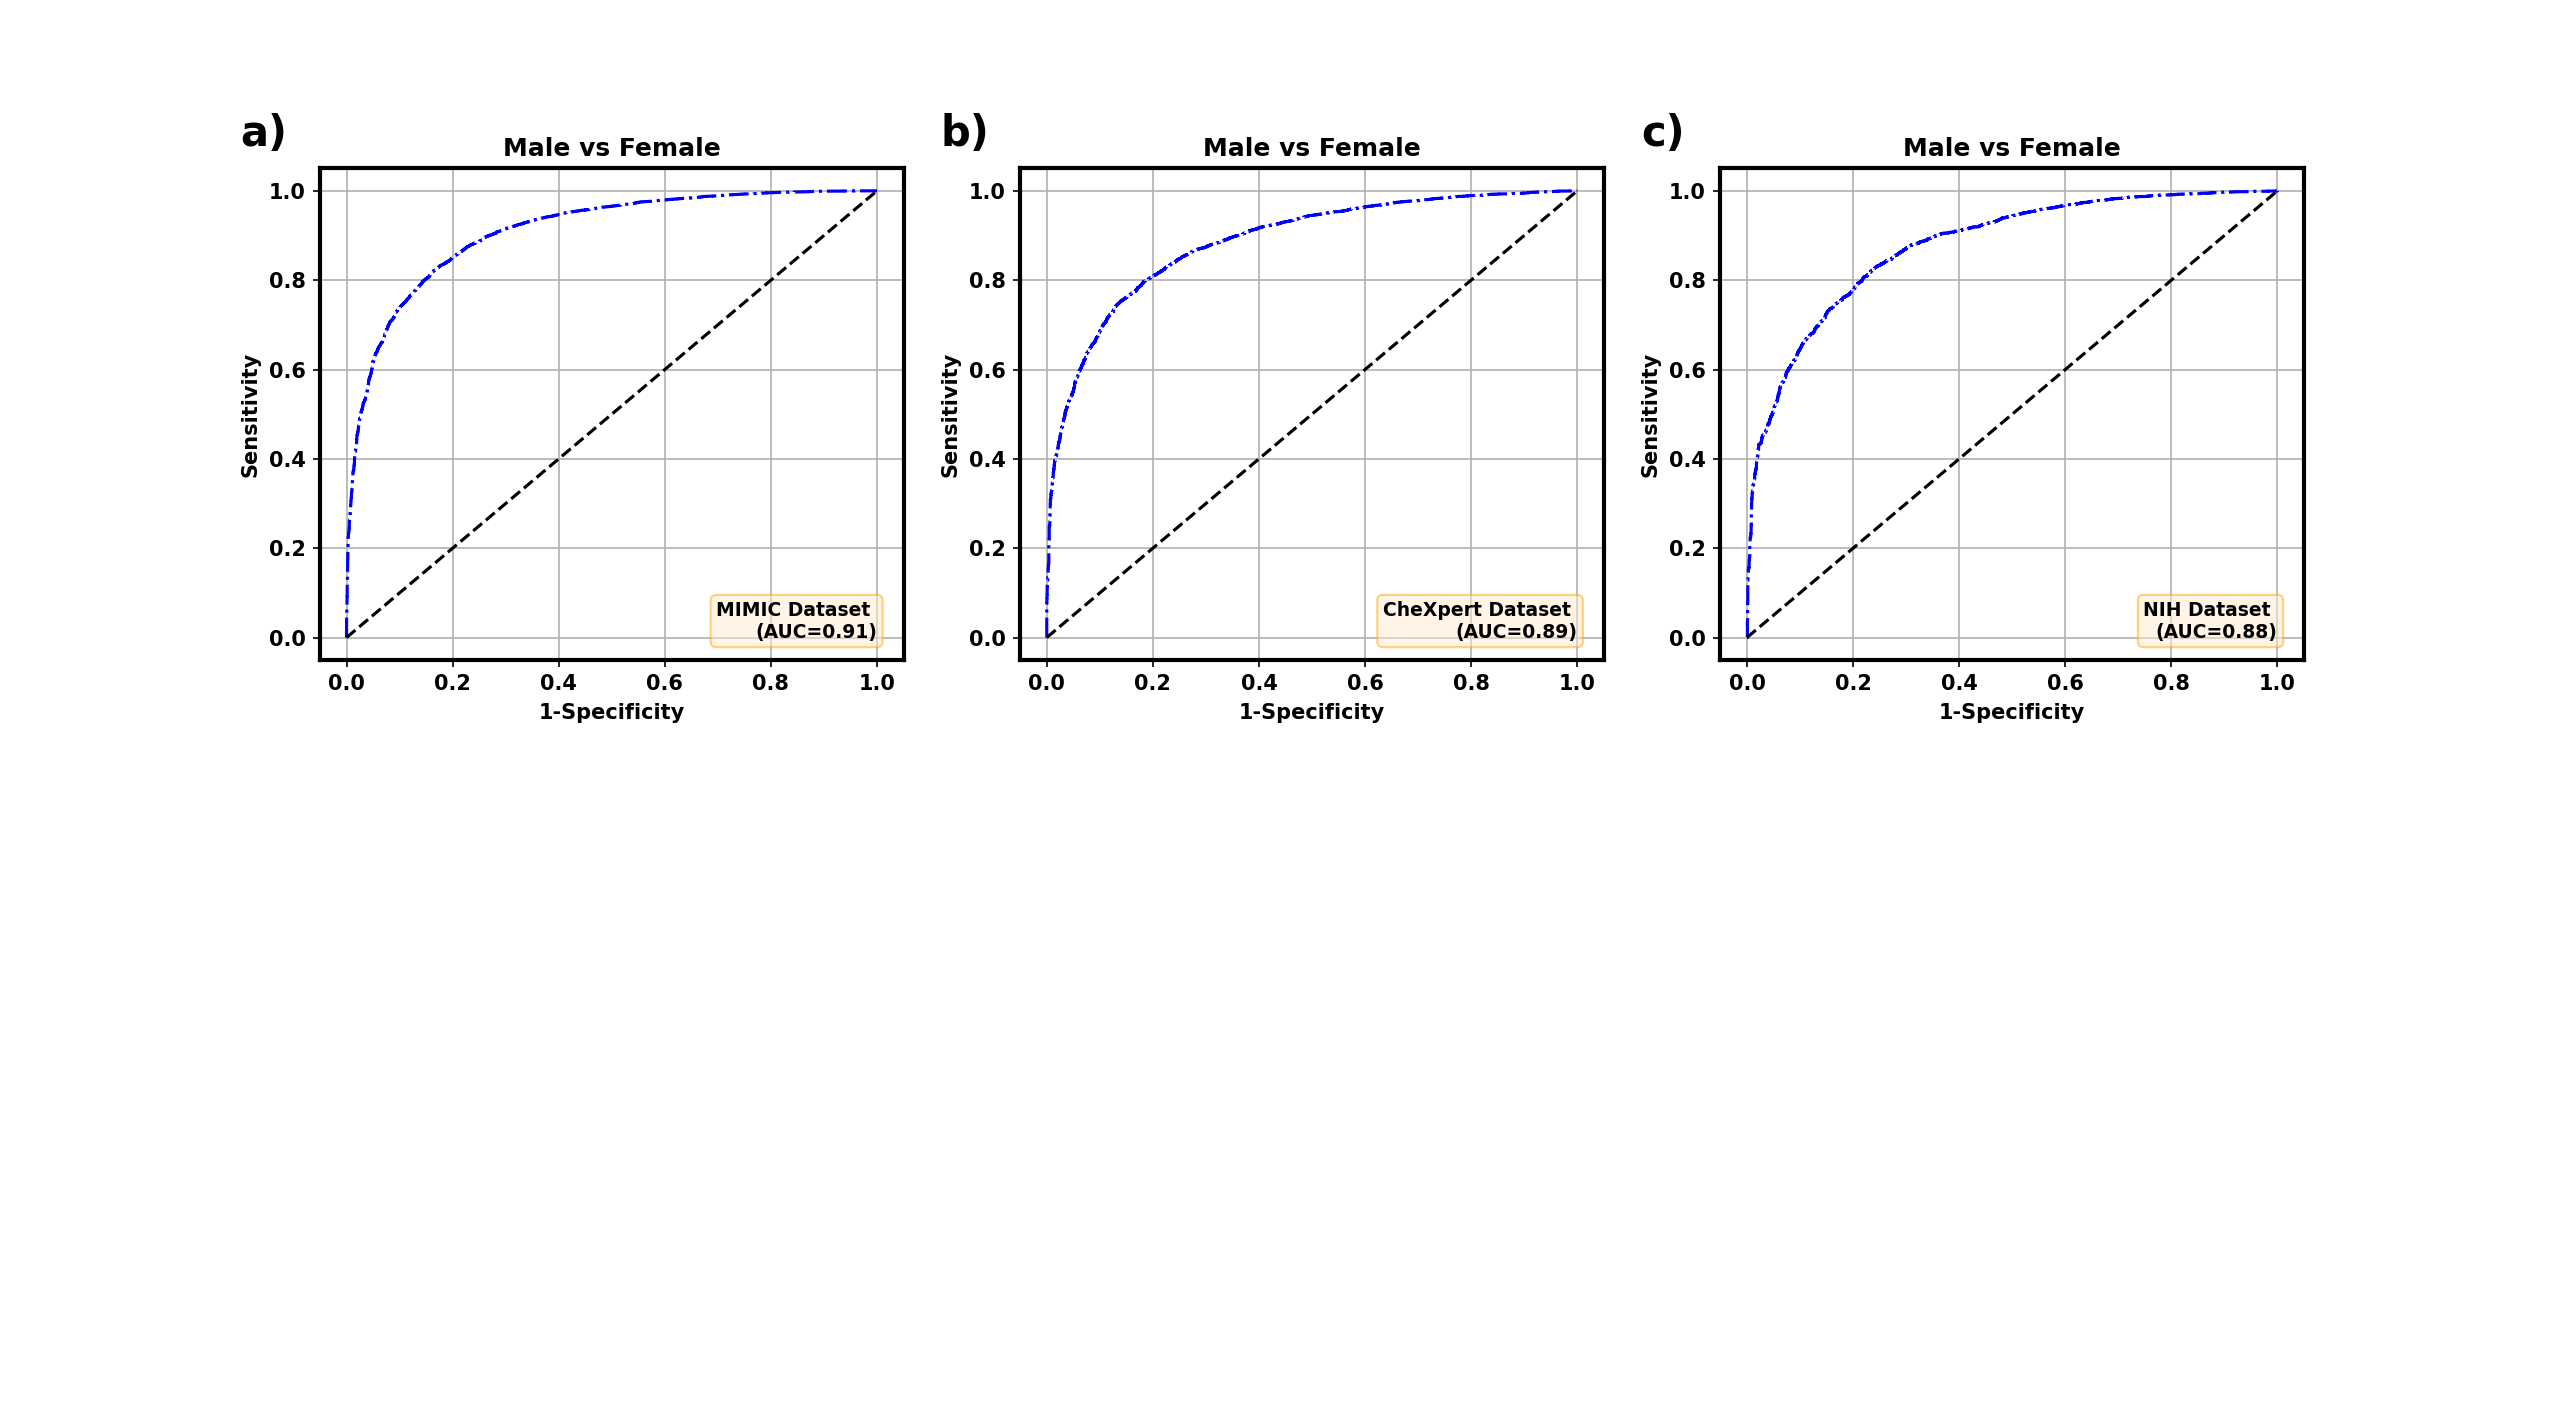 a)
Male vs Female
Sensitivity
1.0
0.8
0.6
0.4
0.2
0.0
MIMIC Dataset
(AUC=0.91)
0.0 0.2 0.4 0.6 0.8 1.0
1-Specificity
b)
Male vs Female
Sensitivity
1.0
0.8
0.6
0.4
0.2
0.0
CheXpert Dataset
(AUC=0.89)
0.0 0.2 0.4 0.6 0.8 1.0
1-Specificity
c)
Male vs Female
Sensitivity
1.0
0.8
0.6
0.4
0.2
0.0
NIH Dataset
(AUC=0.88)
0.0 0.2 0.4 0.6 0.8 1.0
1-Specificity